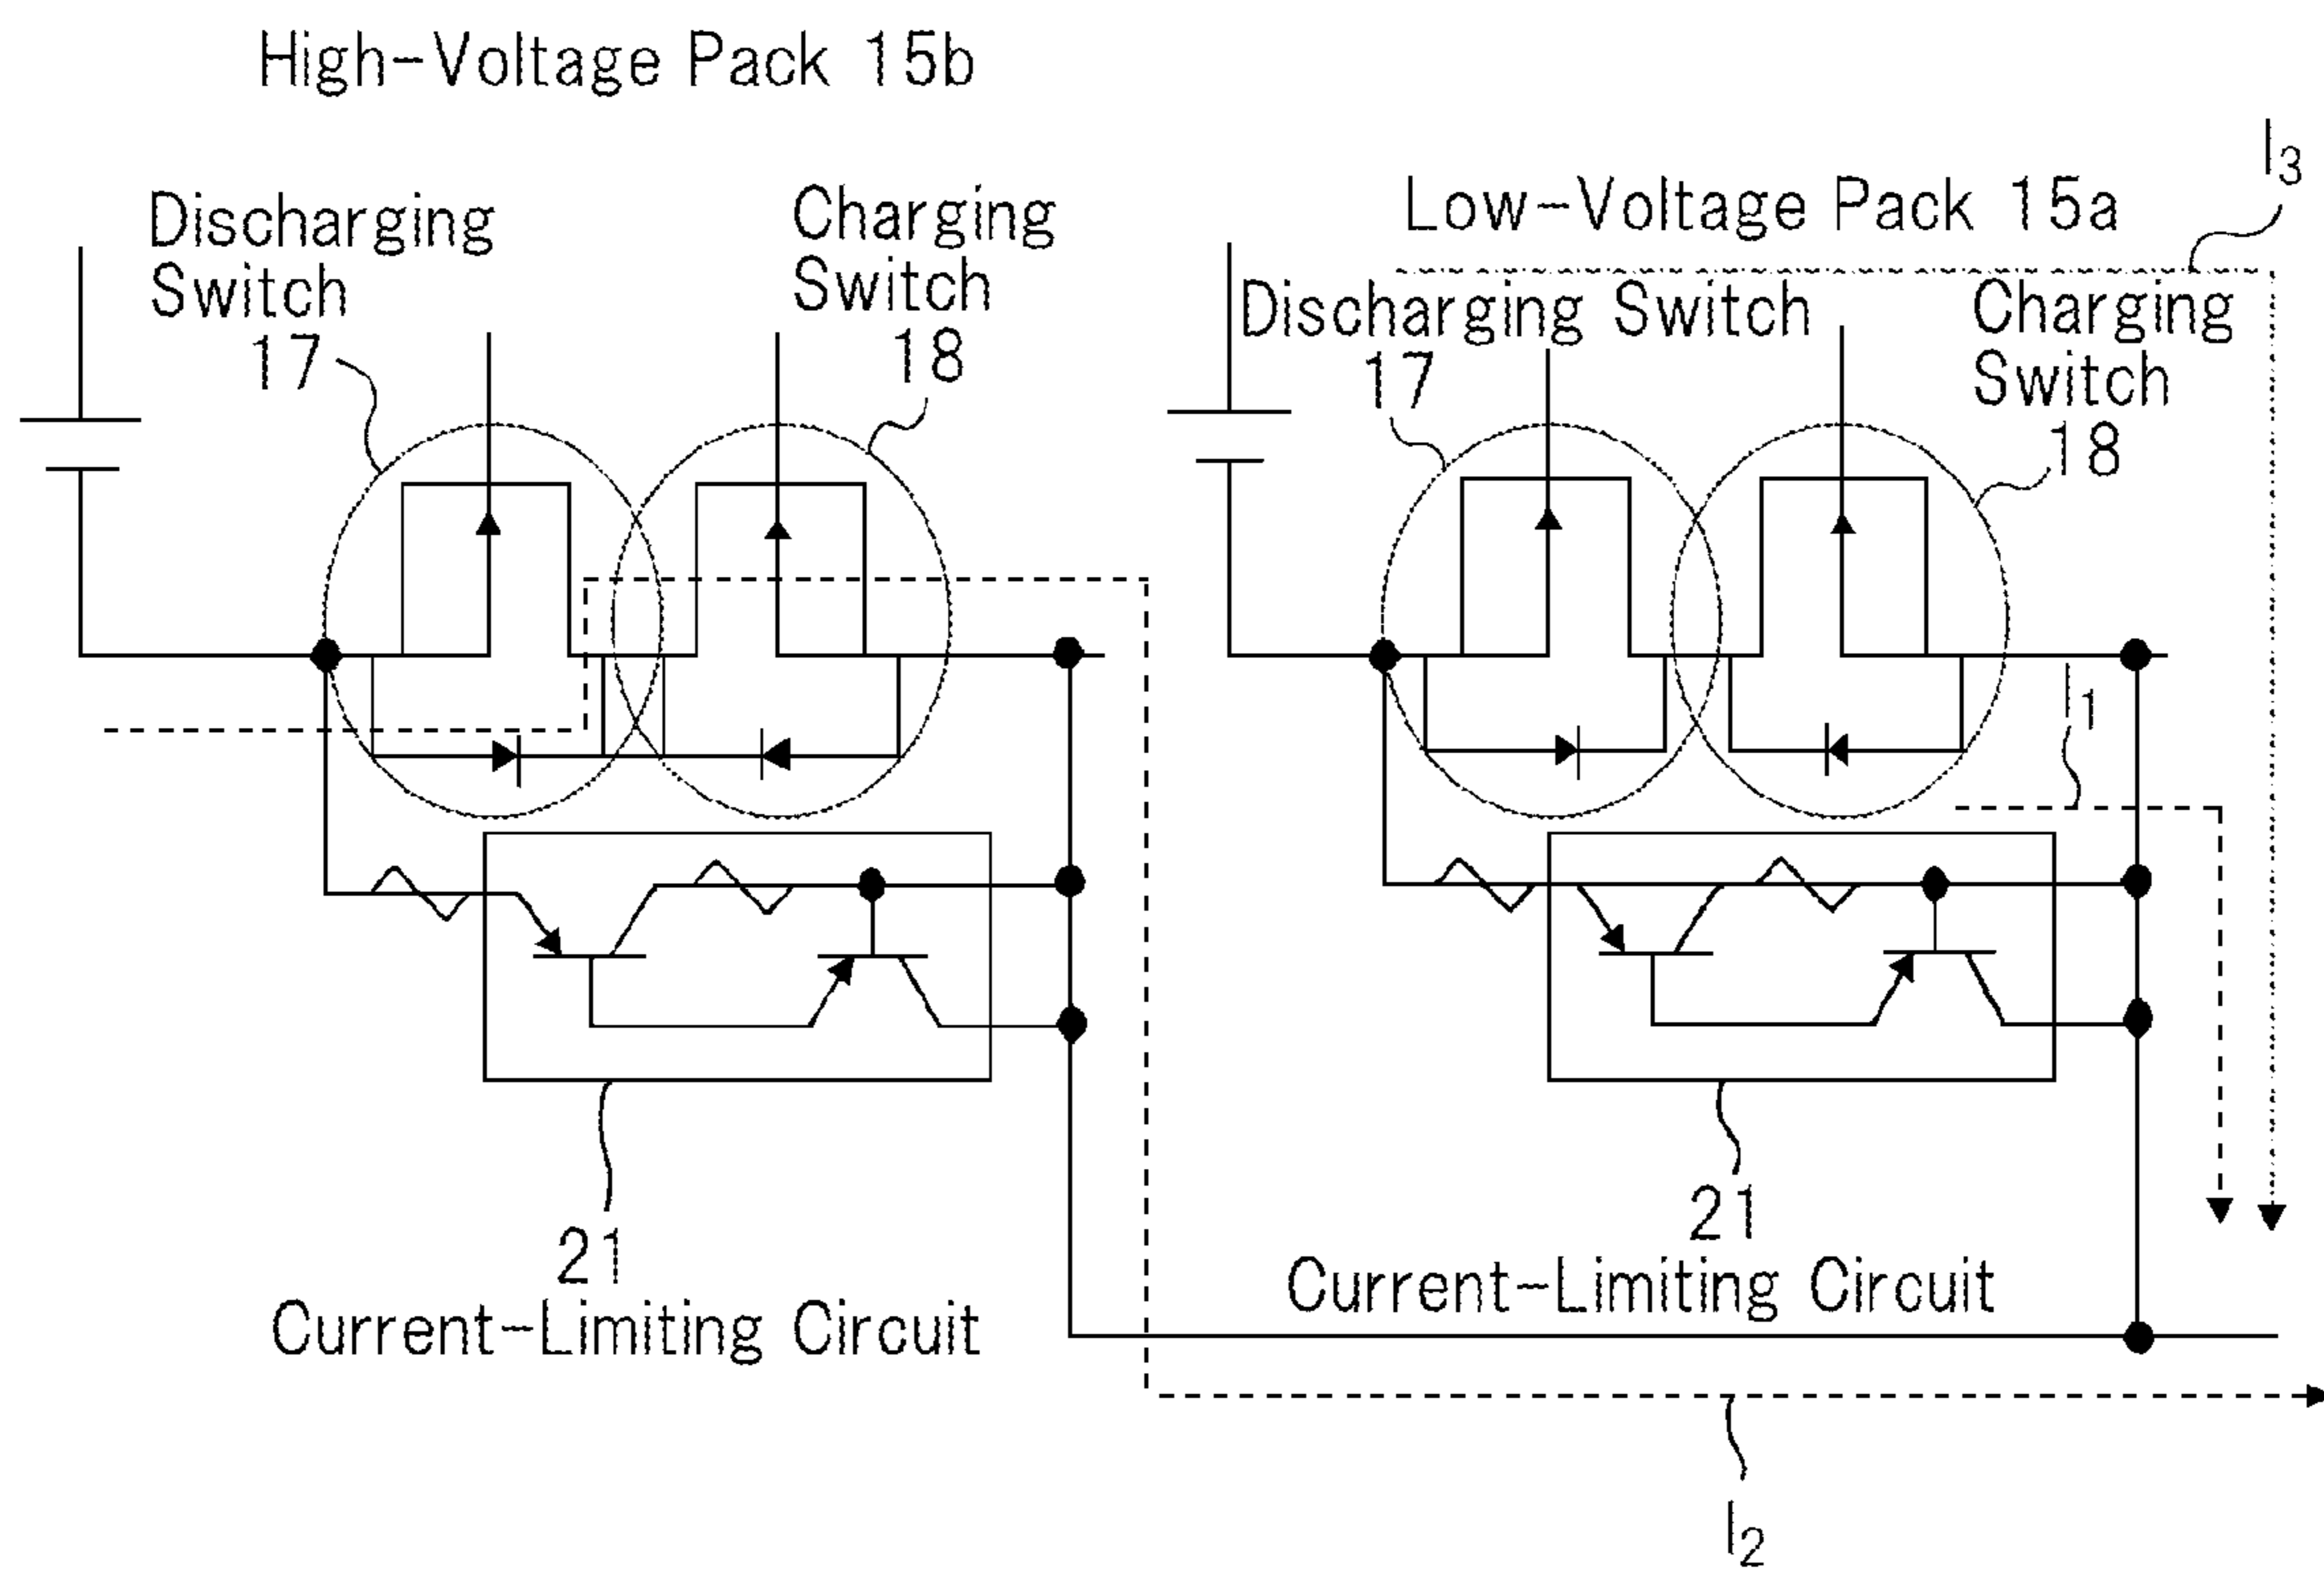 High-Voltage Pack 15b
Discharging
Switch
17
Charging
Switch
18
Low-Voltage Pack 15a
I3
Discharging Switch
17
Charging
Switch
18
I1
21
Current-Limiting Circuit
21
Current-Limiting Circuit
I2